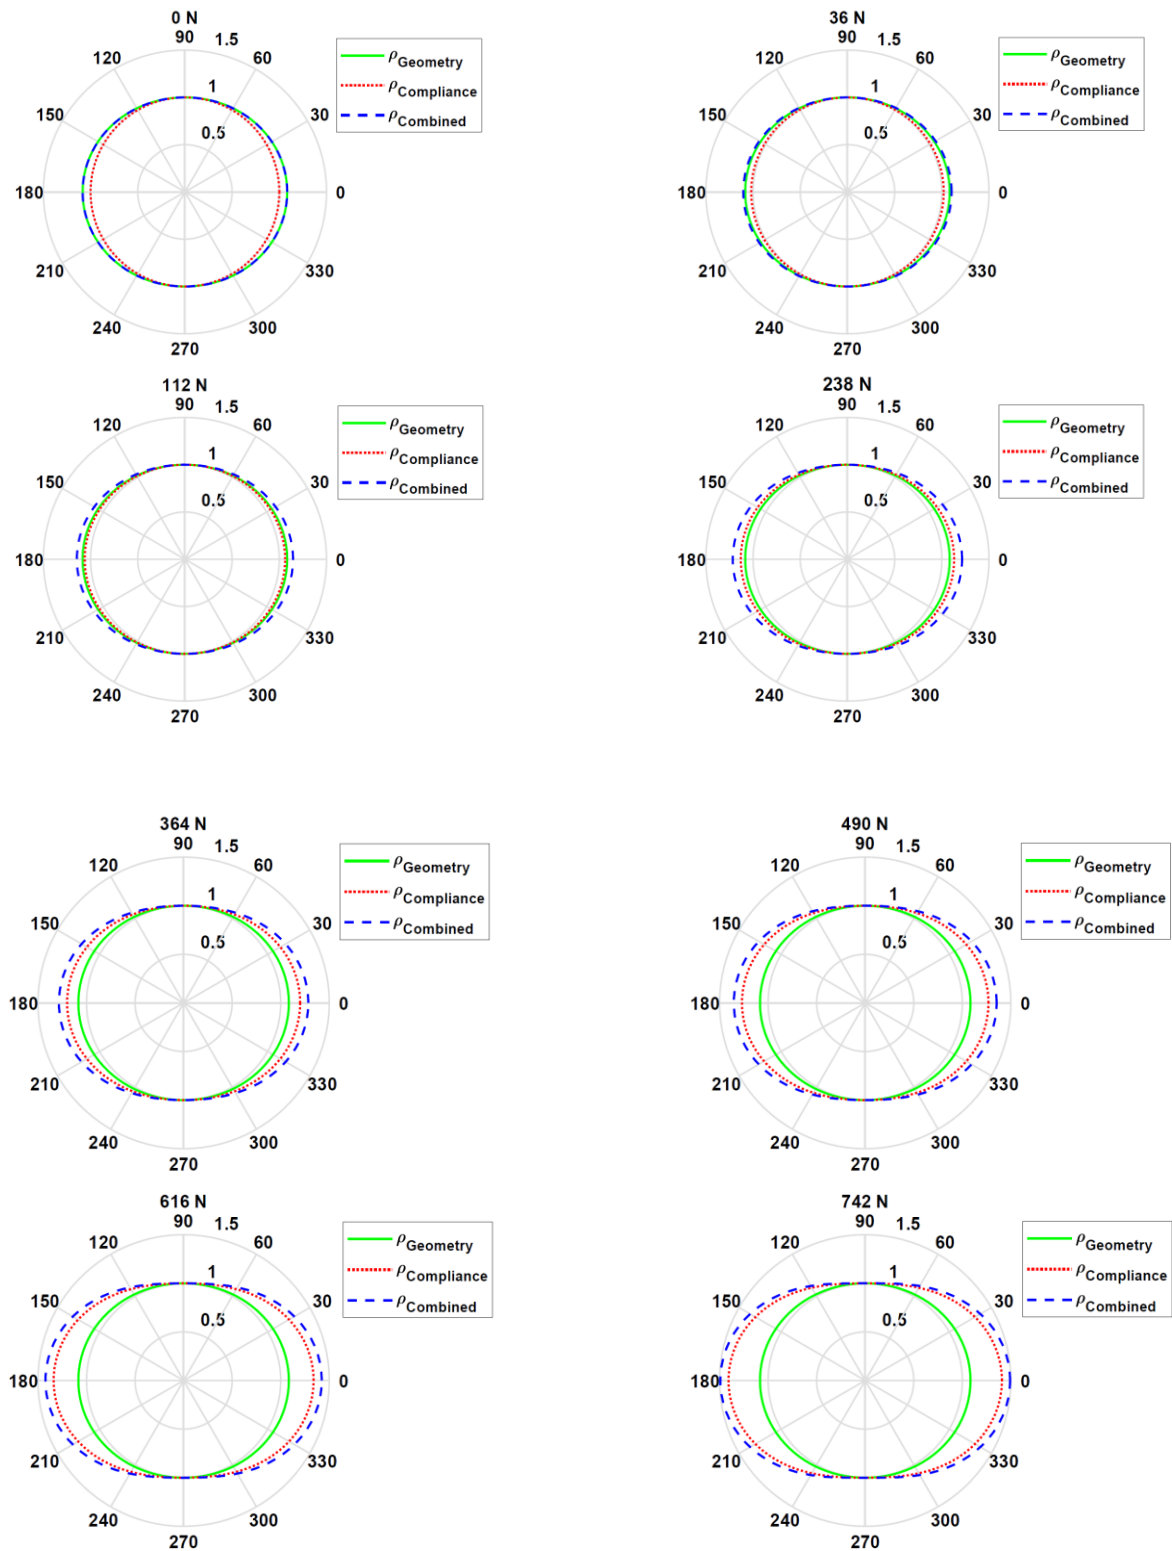 0 N
90 1.5
120 60
1
150 30
0.5
180 0
210 330
240 300
270
ρGeometry
ρCompliance
ρCombined
36 N
90 1.5
120 60
1
150 30
0.5
180 0
210 330
240 300
270
ρGeometry
ρCompliance
ρCombined
112 N
90 1.5
120 60
1
150 30
0.5
180 0
210 330
240 300
270
ρGeometry
ρCompliance
ρCombined
238 N
90 1.5
120 60
1
150 30
0.5
180 0
210 330
240 300
270
ρGeometry
ρCompliance
ρCombined
364 N
90 1.5
120 60
1
150 30
0.5
180 0
210 330
240 300
270
ρGeometry
ρCompliance
ρCombined
490 N
90 1.5
120 60
1
150 30
0.5
180 0
210 330
240 300
270
ρGeometry
ρCompliance
ρCombined
616 N
90 1.5
120 60
1
150 30
0.5
180 0
210 330
240 300
270
ρGeometry
ρCompliance
ρCombined
742 N
90 1.5
120 60
1
150 30
0.5
180 0
210 330
240 300
270
ρGeometry
ρCompliance
ρCombined